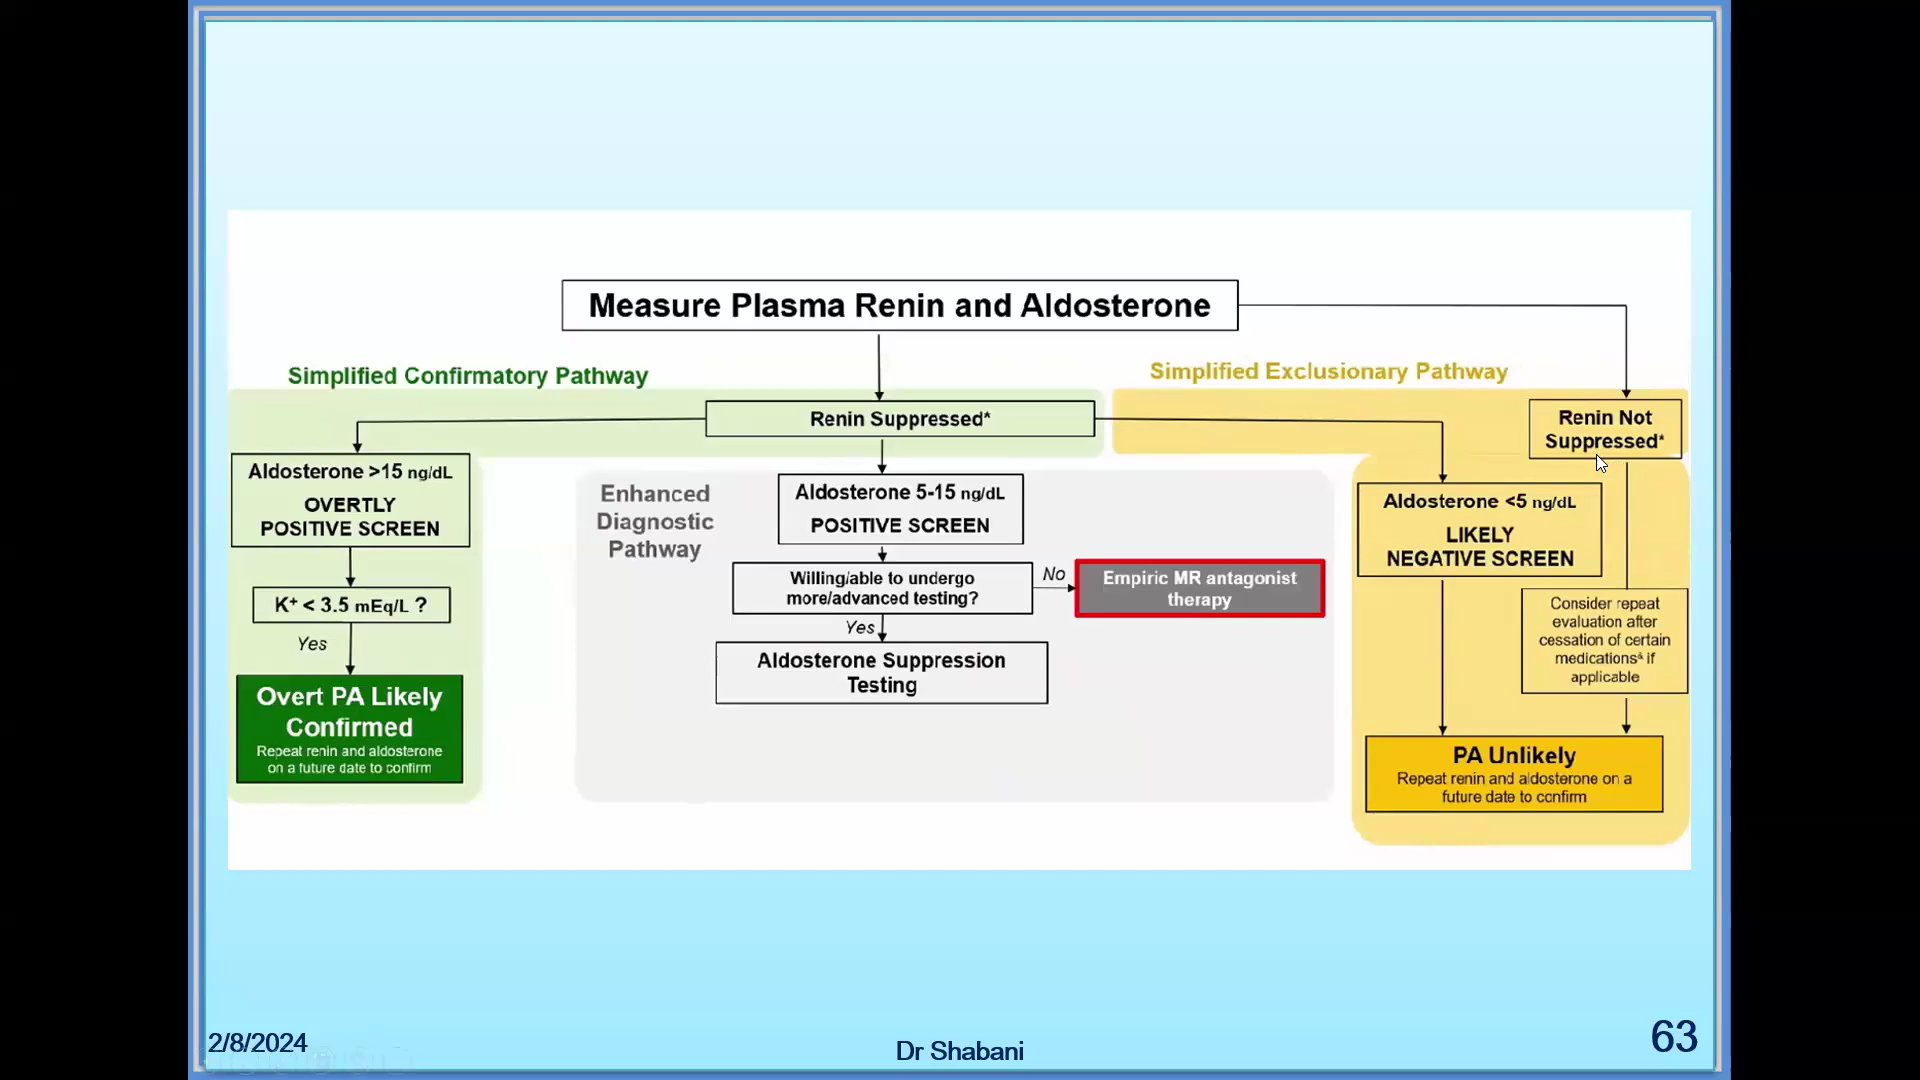 Measure Plasma Renin and Aldosterone
Simplified Confirmatory Pathway
Simplified Exclusionary Pathway
Renin Suppressed*
Renin Not
Suppressed*
Aldosterone >15 ng/dL
OVERTLY
POSITIVE SCREEN
K⁺ < 3.5 mEq/L ?
Yes
Overt PA Likely
Confirmed
Repeat renin and aldosterone
on a future date to confirm
Enhanced
Diagnostic
Pathway
Aldosterone 5-15 ng/dL
POSITIVE SCREEN
Willing/able to undergo
more/advanced testing?
No
Empiric MR antagonist
therapy
Yes
Aldosterone Suppression
Testing
Aldosterone <5 ng/dL
LIKELY
NEGATIVE SCREEN
Consider repeat
evaluation after
cessation of certain
medications& if
applicable
PA Unlikely
Repeat renin and aldosterone on a
future date to confirm
2/8/2024
Dr Shabani
63